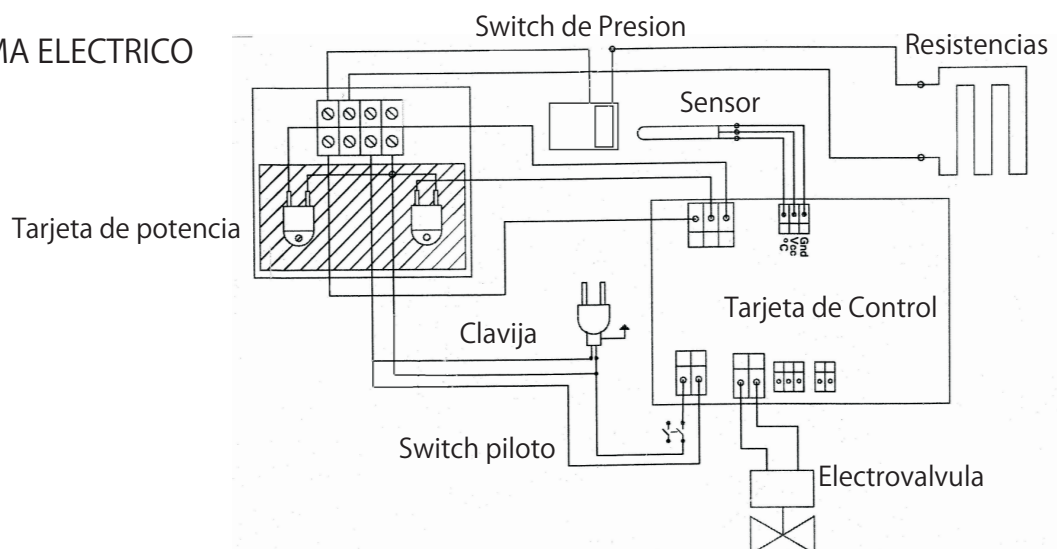 MA ELECTRICO
Switch de Presion
Resistencias
Sensor
Tarjeta de potencia
°C
Vcc
Gnd
Tarjeta de Control
Clavija
Switch piloto
Electrovalvula